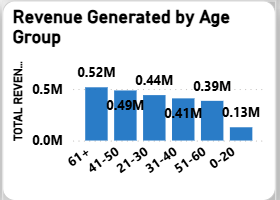 Revenue Generated by Age
Group
TOTAL REVEN...
0.5M
0.0M
0.52M
0.49M
0.44M
0.41M
0.39M
0.13M
61+
41-50
21-30
31-40
51-60
0-20